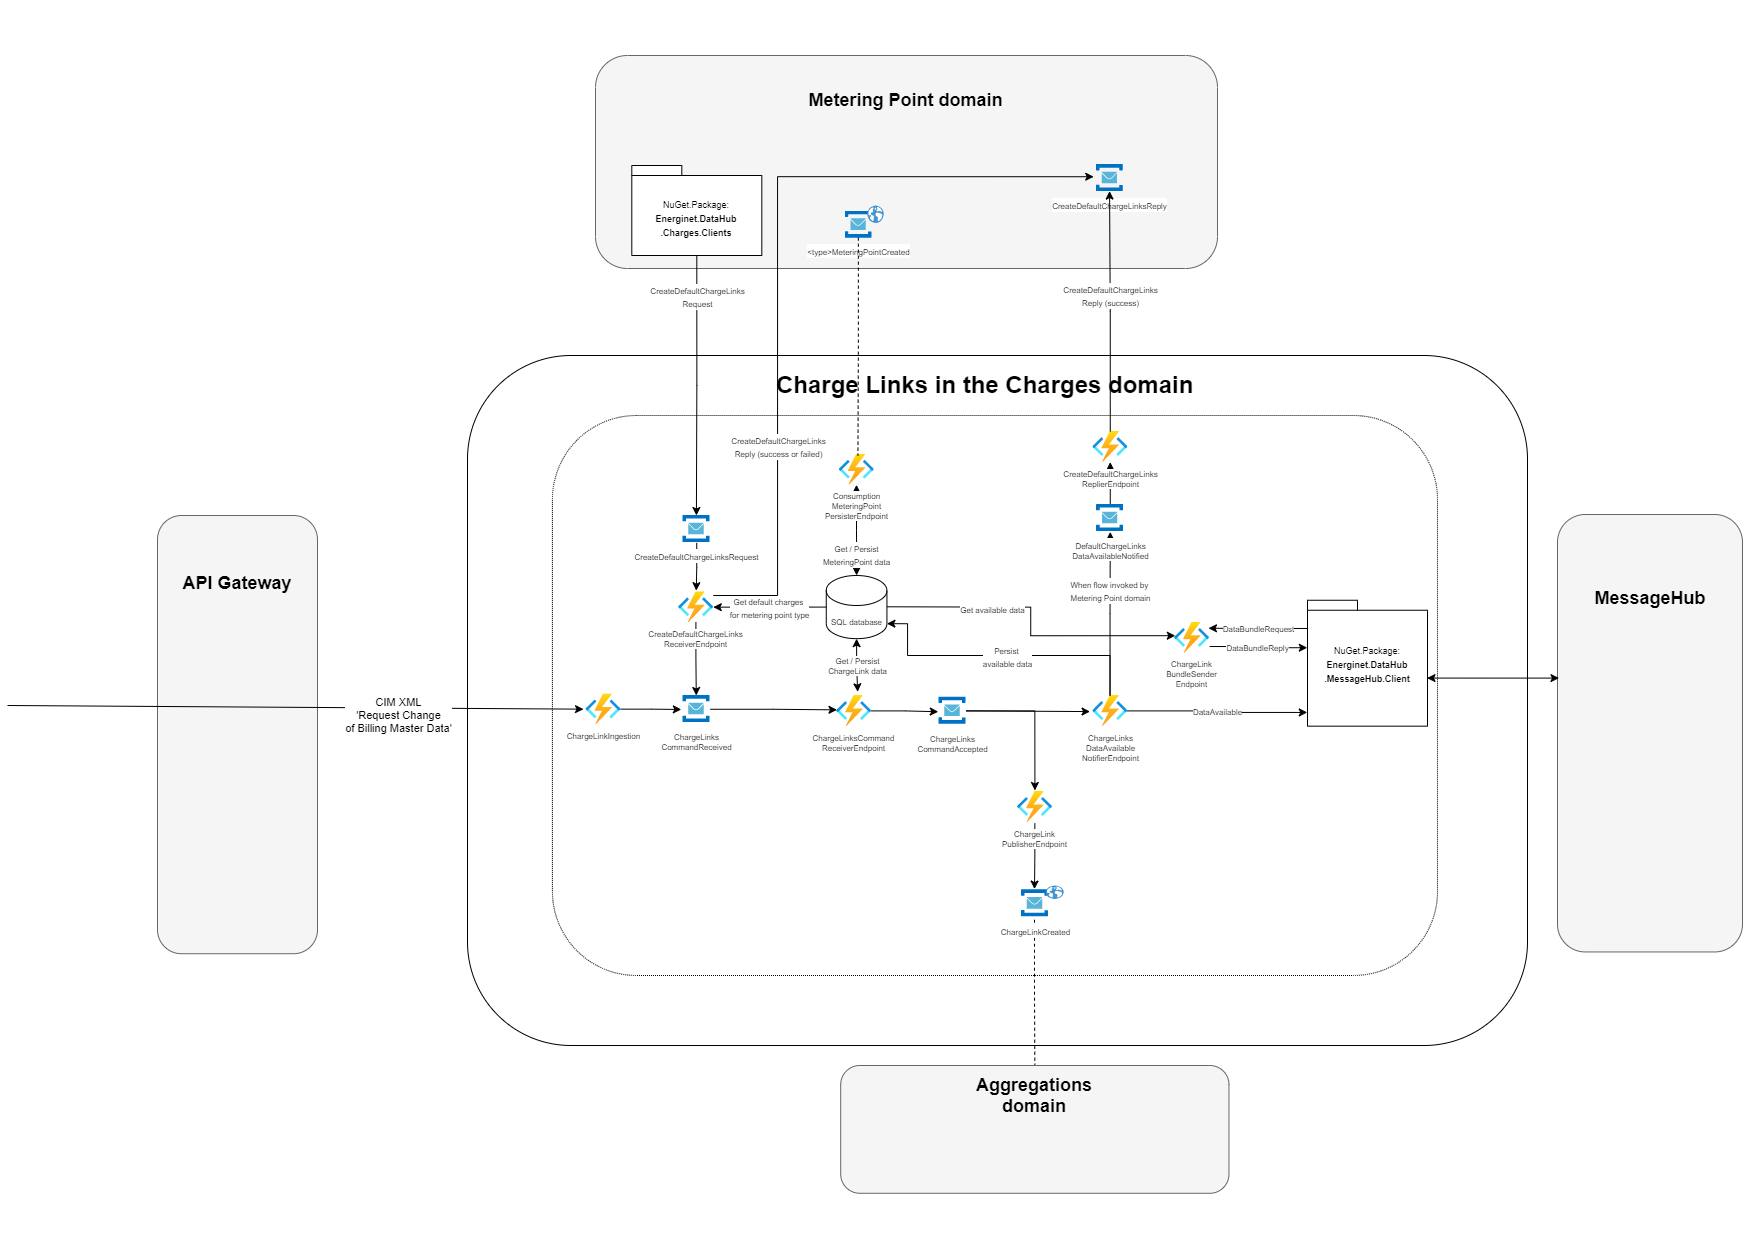 Metering Point domain
NuGet.Package:
Energinet.DataHub
.Charges.Clients
CreateDefaultChargeLinksReply
<type>MeteringPointCreated
CreateDefaultChargeLinks
Request
CreateDefaultChargeLinks
Reply (success)
Charge Links in the Charges domain
CreateDefaultChargeLinks
Reply (success or failed)
CreateDefaultChargeLinks
ReplierEndpoint
Consumption
MeteringPoint
PersisterEndpoint
CreateDefaultChargeLinksRequest
Get / Persist
MeteringPoint data
DefaultChargeLinks
DataAvailableNotified
When flow invoked by
Metering Point domain
API Gateway
MessageHub
Get default charges
for metering point type
SQL database
Get available data
CreateDefaultChargeLinks
ReceiverEndpoint
DataBundleRequest
DataBundleReply
NuGet.Package:
Energinet.DataHub
.MessageHub.Client
Get / Persist
ChargeLink data
Persist
available data
ChargeLink
BundleSender
Endpoint
CIM XML
'Request Change
of Billing Master Data'
DataAvailable
ChargeLinkIngestion
ChargeLinks
CommandReceived
ChargeLinksCommand
ReceiverEndpoint
ChargeLinks
CommandAccepted
ChargeLinks
DataAvailable
NotifierEndpoint
ChargeLink
PublisherEndpoint
ChargeLinkCreated
Aggregations
domain